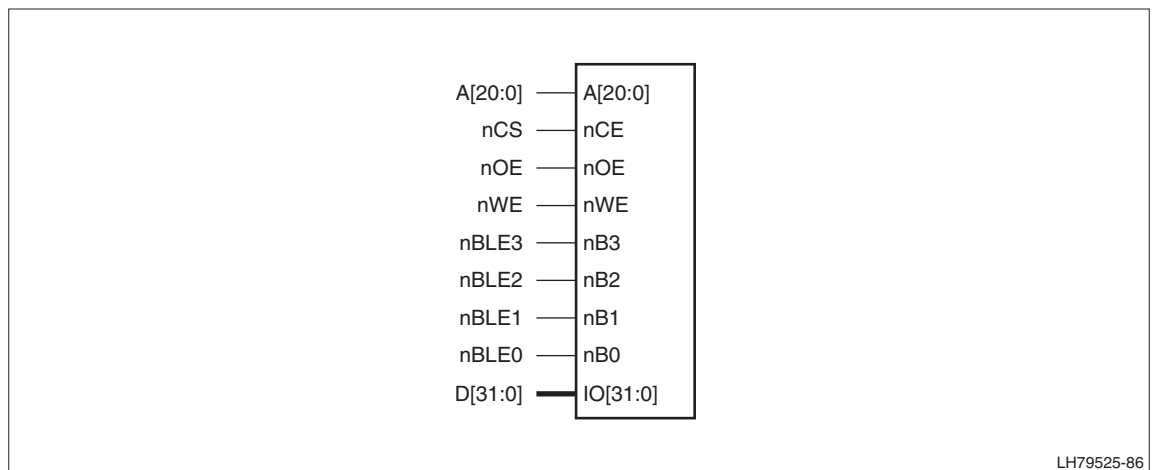 A[20:0] A[20:0]
nCS nCE
nOE nOE
nWE nWE
nBLE3 nB3
nBLE2 nB2
nBLE1 nB1
nBLE0 nB0
D[31:0] IO[31:0]
LH79525-86